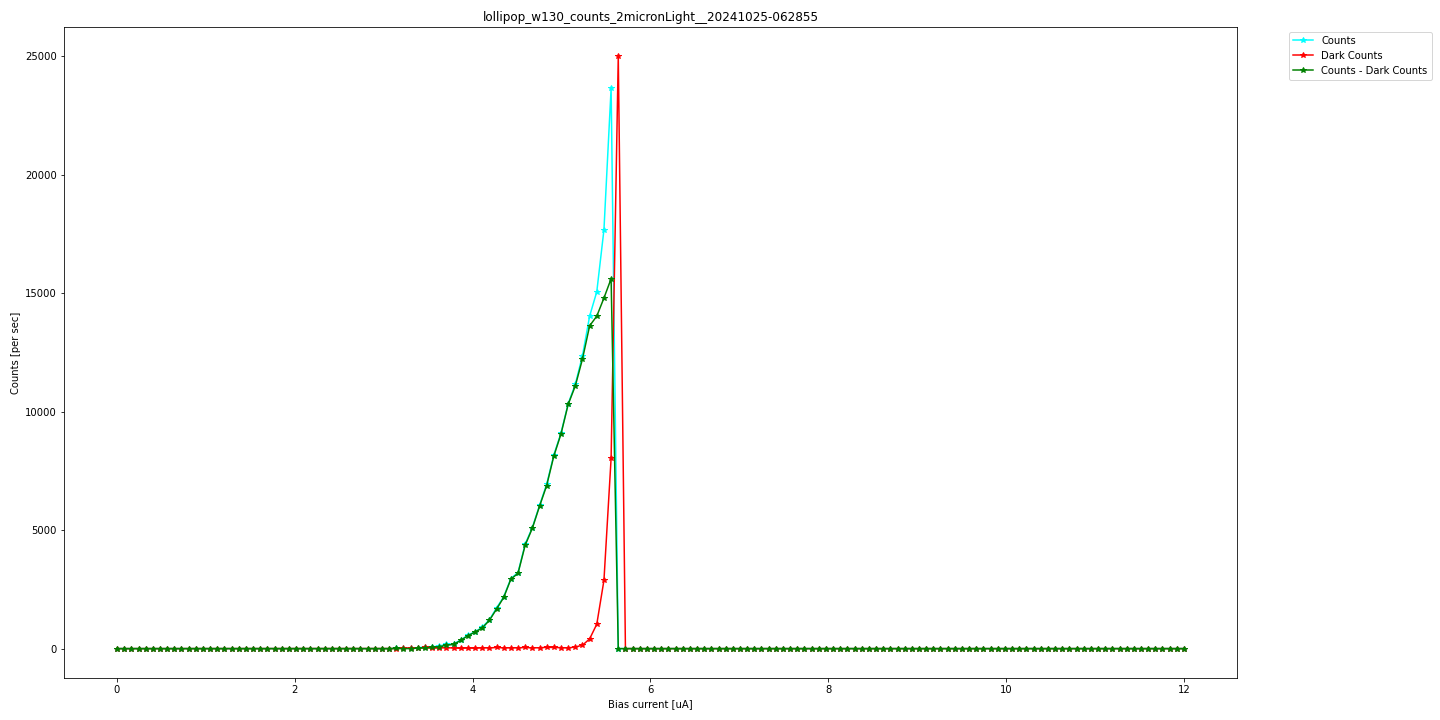 lollipop_w130_counts_2micronLight__20241025-062855
Counts
Dark Counts
Counts - Dark Counts
Counts [per sec]
25000
20000
15000
10000
5000
0
0 2 4 6 8 10 12
Bias current [uA]